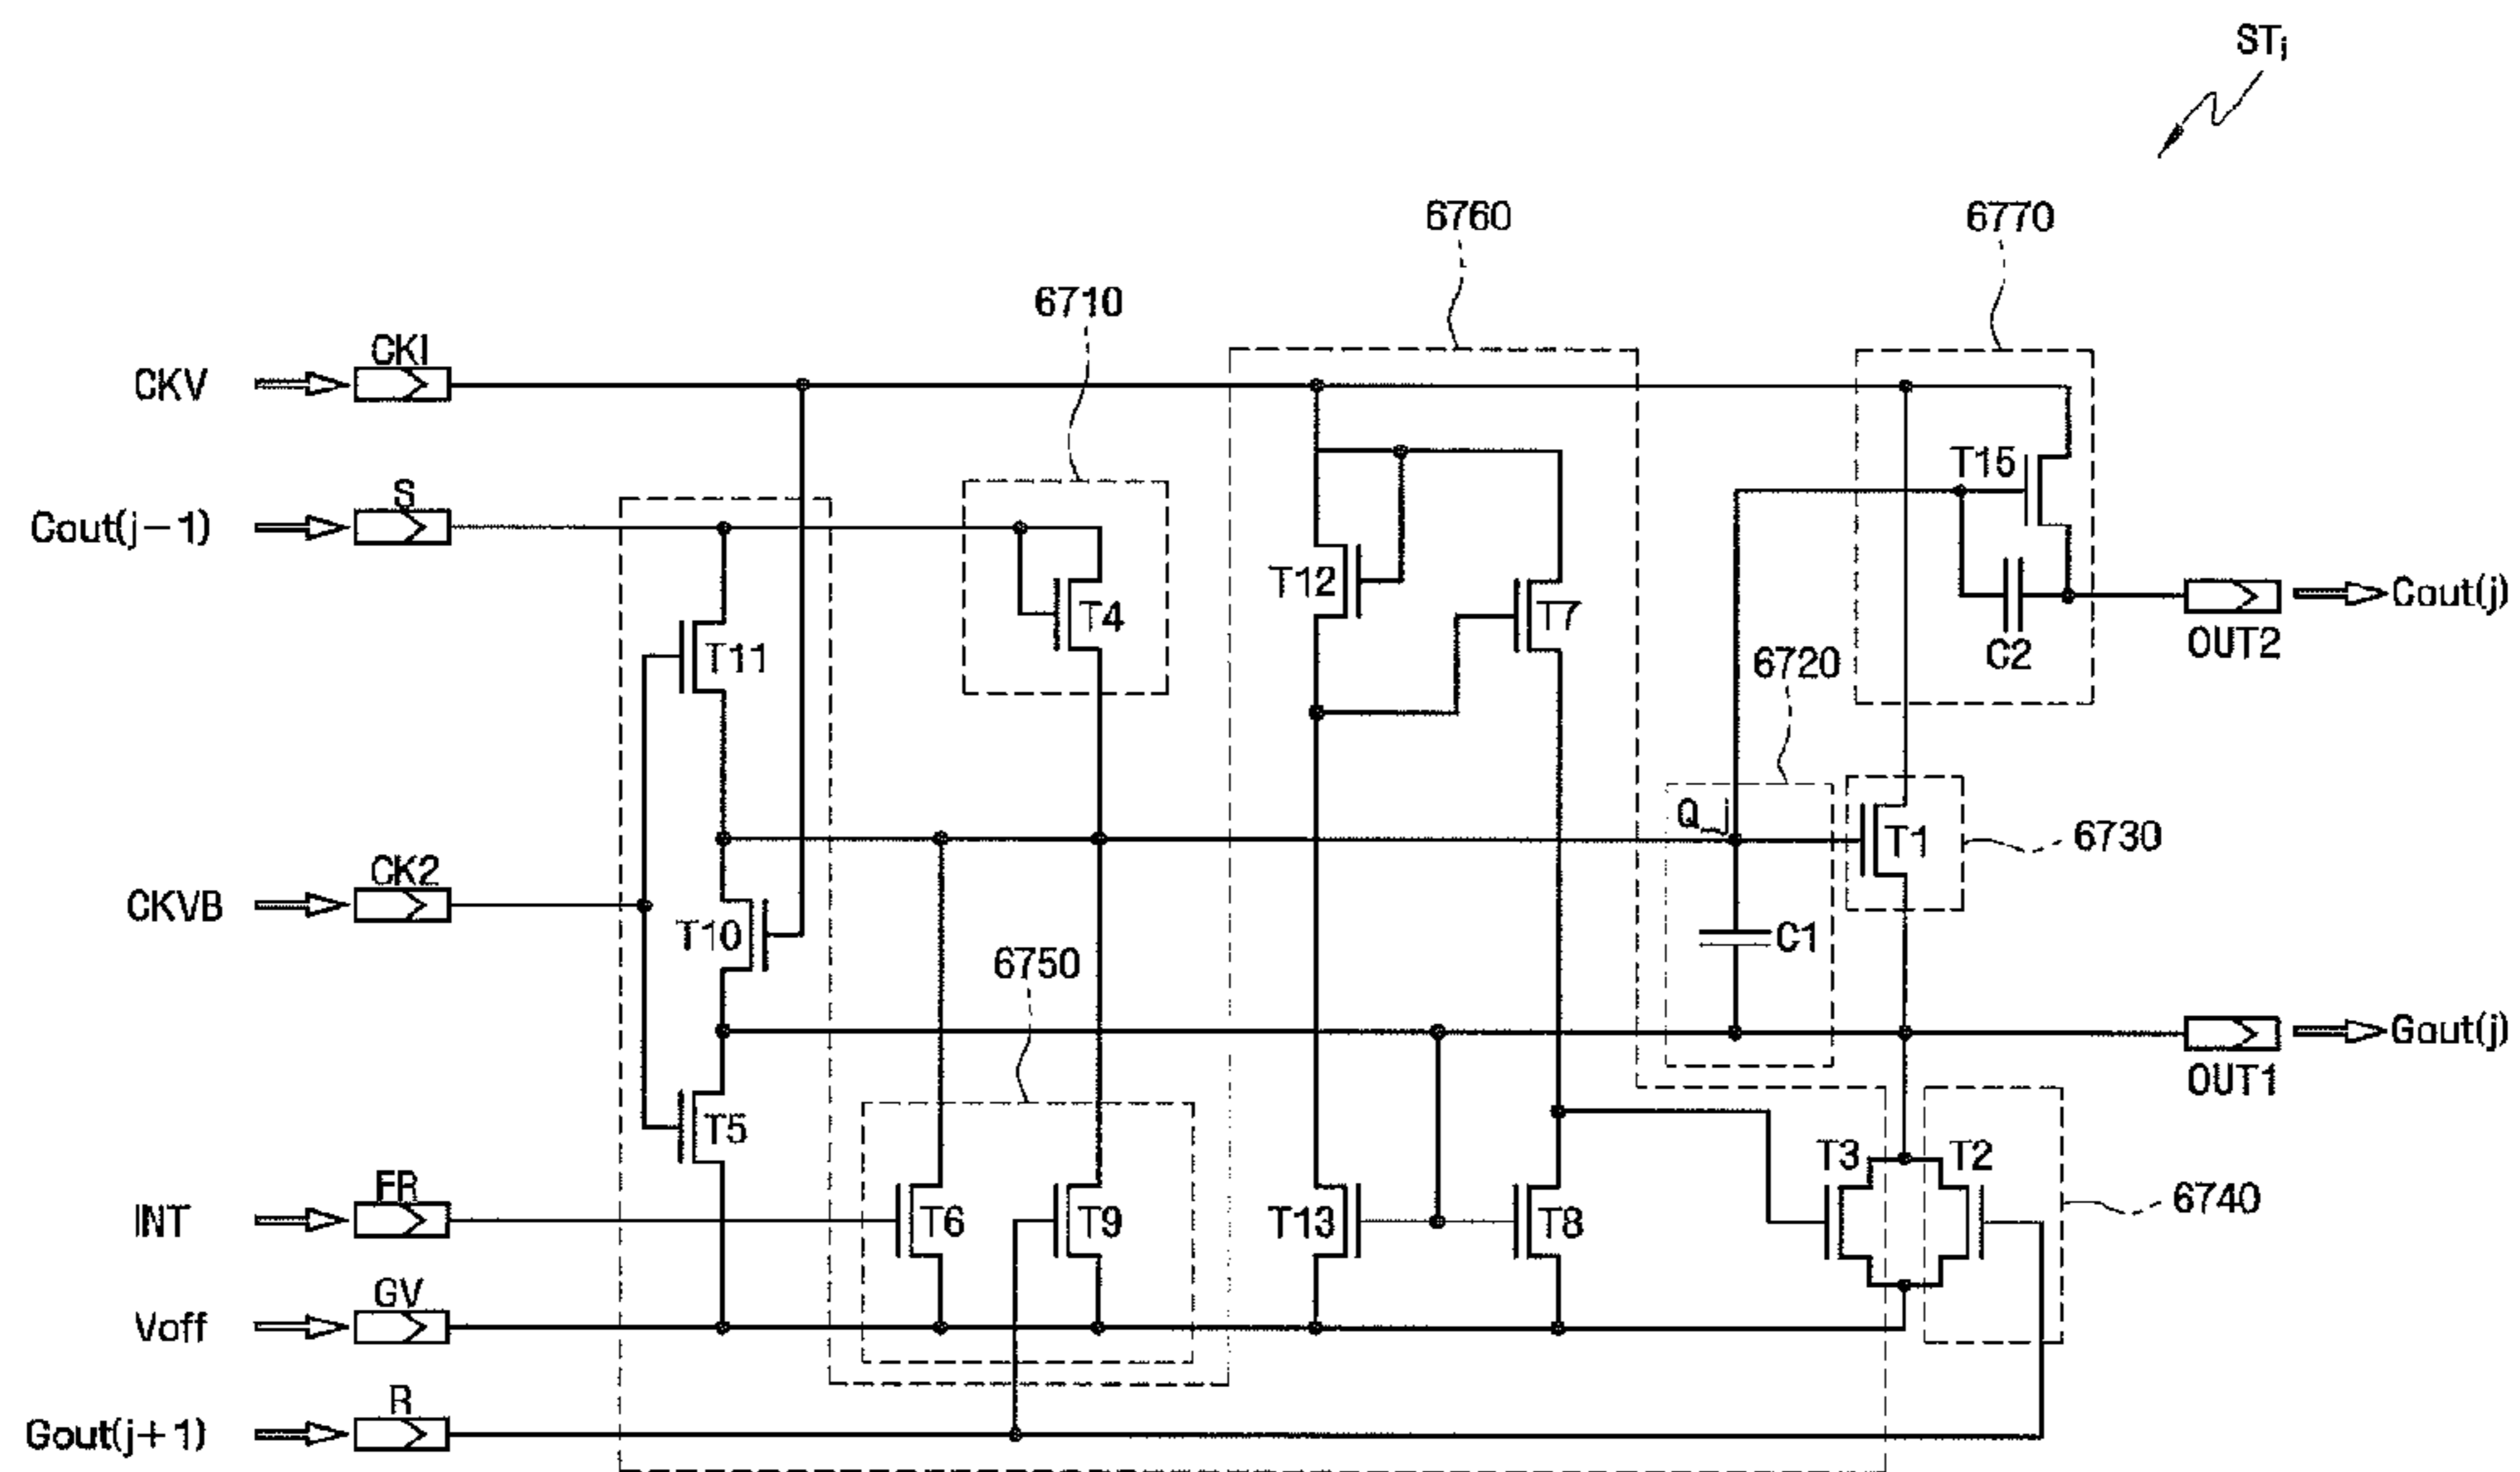 STj
6760
6770
6710
CKV
CK1
T15
Cout(j-1)
S
T12
T4
T7
Cout(j)
OUT2
C2
T11
6720
Q_j
T1
6730
CKVB
CK2
T10
C1
6750
Gout(j)
OUT1
T5
T3
T2
INT
FR
T6
T9
T13
T8
6740
Voff
GV
Gout(j+1)
R